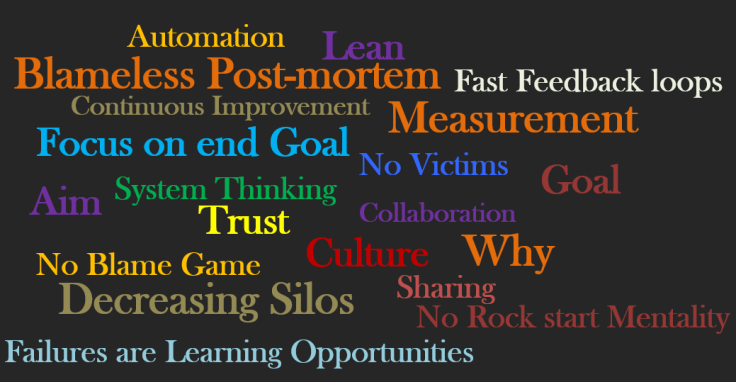 Automation
Lean
Blameless Post-mortem
Fast Feedback loops
Continuous Improvement
Measurement
Focus on end Goal
No Victims
Goal
System Thinking
Aim
Trust
Collaboration
Culture
Why
No Blame Game
Sharing
Decreasing Silos
No Rock start Mentality
Failures are Learning Opportunities